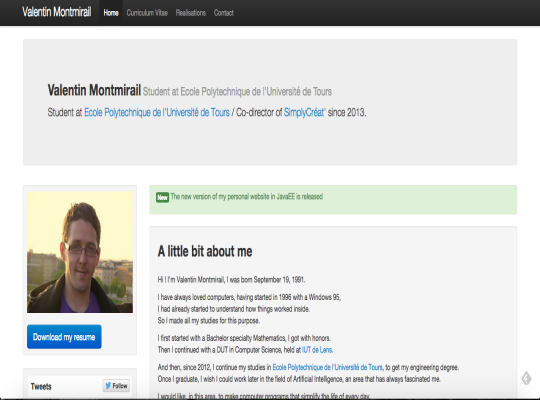 Valentin Montmirail Home Curriculum Vitae Realisations Contact
Valentin Montmirail Student at Ecole Polytechnique de l'Université de Tours
Student at Ecole Polytechnique de l'Université de Tours / Co-director of SimplyCréat' since 2013.
New The new version of my personal website in JavaEE is released
A little bit about me
Hi ! I'm Valentin Montmirail, I was born September 19, 1991.
I have always loved computers, having started in 1996 with a Windows 95,
I had already started to understand how things worked inside.
So I made all my studies for this purpose.
I first started with a Bachelor specialty Mathematics, I got with honors.
Then I continued with a DUT in Computer Science, held at IUT de Lens.
And then, since 2012, I continue my studies in Ecole Polytechnique de l'Université de Tours, to get my engineering degree.
Once I graduate, I wish I could work later in the field of Artificial Intelligence, an area that has always fascinated me.
I would like, in this area, to make computer programs that simplify the life of every day.
Download my resume
Tweets Follow